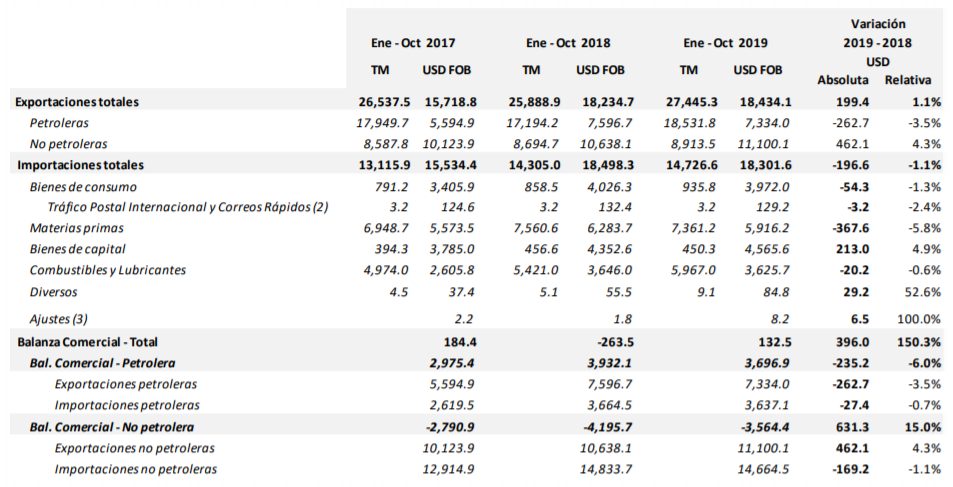 Variación
Ene - Oct 2017 Ene - Oct 2018 Ene - Oct 2019 2019 - 2018
USD
TM USD FOB TM USD FOB TM USD FOB Absoluta Relativa
Exportaciones totales 26,537.5 15,718.8 25,888.9 18,234.7 27,445.3 18,434.1 199.4 1.1%
Petroleras 17,949.7 5,594.9 17,194.2 7,596.7 18,531.8 7,334.0 -262.7 -3.5%
No petroleras 8,587.8 10,123.9 8,694.7 10,638.1 8,913.5 11,100.1 462.1 4.3%
Importaciones totales 13,115.9 15,534.4 14,305.0 18,498.3 14,726.6 18,301.6 -196.6 -1.1%
Bienes de consumo 791.2 3,405.9 858.5 4,026.3 935.8 3,972.0 -54.3 -1.3%
Tráfico Postal Internacional y Correos Rápidos (2) 3.2 124.6 3.2 132.4 3.2 129.2 -3.2 -2.4%
Materias primas 6,948.7 5,573.5 7,560.6 6,283.7 7,361.2 5,916.2 -367.6 -5.8%
Bienes de capital 394.3 3,785.0 456.6 4,352.6 450.3 4,565.6 213.0 4.9%
Combustibles y Lubricantes 4,974.0 2,605.8 5,421.0 3,646.0 5,967.0 3,625.7 -20.2 -0.6%
Diversos 4.5 37.4 5.1 55.5 9.1 84.8 29.2 52.6%
Ajustes (3) 2.2 1.8 8.2 6.5 100.0%
Balanza Comercial - Total 184.4 -263.5 132.5 396.0 150.3%
Bal. Comercial - Petrolera 2,975.4 3,932.1 3,696.9 -235.2 -6.0%
Exportaciones petroleras 5,594.9 7,596.7 7,334.0 -262.7 -3.5%
Importaciones petroleras 2,619.5 3,664.5 3,637.1 -27.4 -0.7%
Bal. Comercial - No petrolera -2,790.9 -4,195.7 -3,564.4 631.3 15.0%
Exportaciones no petroleras 10,123.9 10,638.1 11,100.1 462.1 4.3%
Importaciones no petroleras 12,914.9 14,833.7 14,664.5 -169.2 -1.1%